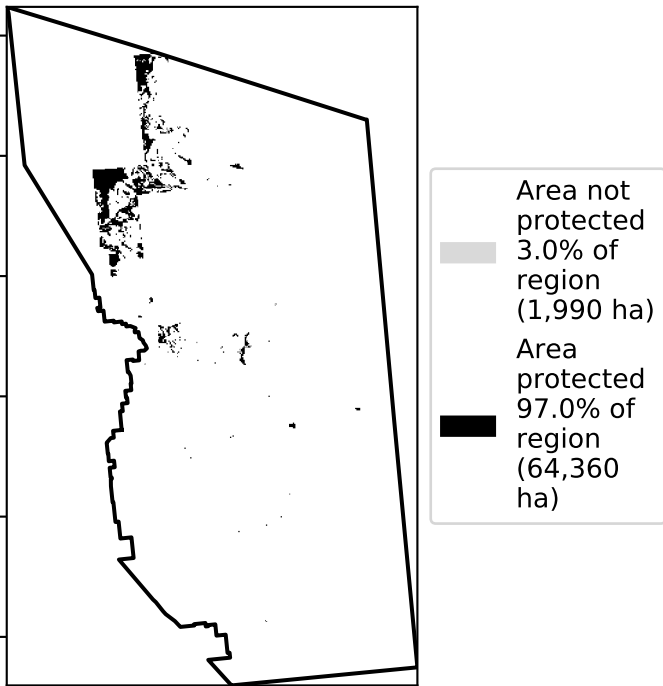 Area not
protected
3.0% of
region
(1,990 ha)
Area
protected
97.0% of
region
(64,360
ha)